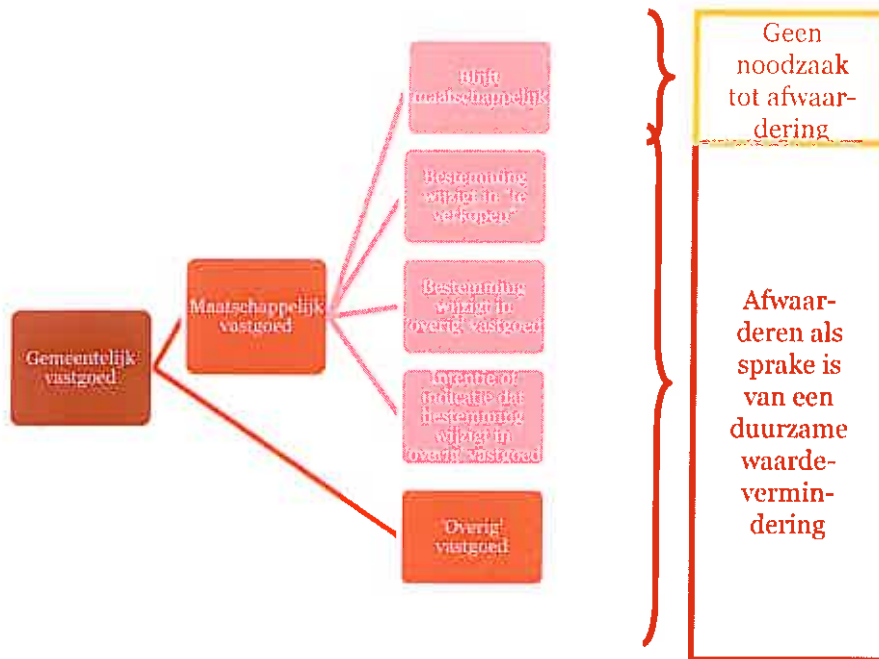 Gemeentelijk
vastgoed
Maatschappelijk
vastgoed
Blijft
maatschappelijk
Bestemming
wijzigt in "te
verkopen"
Bestemming
wijzigt in
'overig' vastgoed
Intentie of
indicatie dat
bestemming
wijzigt in
'overig' vastgoed
'Overig'
vastgoed
Geen
noodzaak
tot afwaar-
dering
Afwaar-
deren als
sprake is
van een
duurzame
waarde-
vermin-
dering